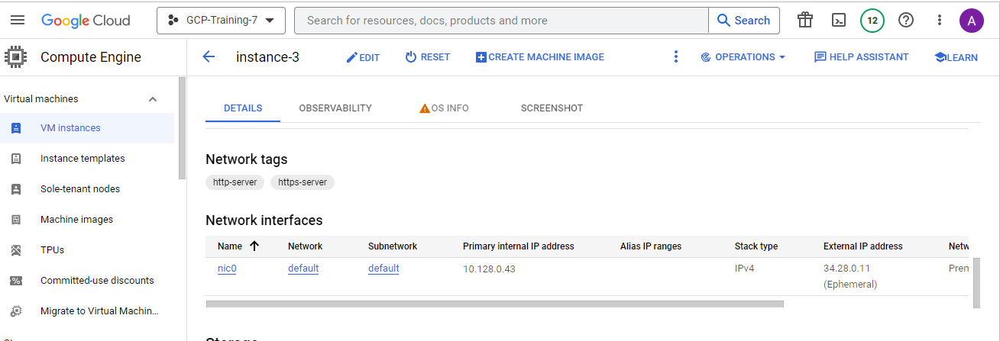 Google Cloud GCP-Training-7 Search for resources, docs, products and more Search 12 A
Compute Engine instance-3 EDIT RESET CREATE MACHINE IMAGE OPERATIONS HELP ASSISTANT LEARN
Virtual machines
VM instances
Instance templates
Sole-tenant nodes
Machine images
TPUs
Committed-use discounts
Migrate to Virtual Machin...
DETAILS OBSERVABILITY OS INFO SCREENSHOT
Network tags
http-server https-server
Network interfaces
Name Network Subnetwork Primary internal IP address Alias IP ranges Stack type External IP address Netw
nic0 default default 10.128.0.43 IPv4 34.28.0.11 Prem
(Ephemeral)